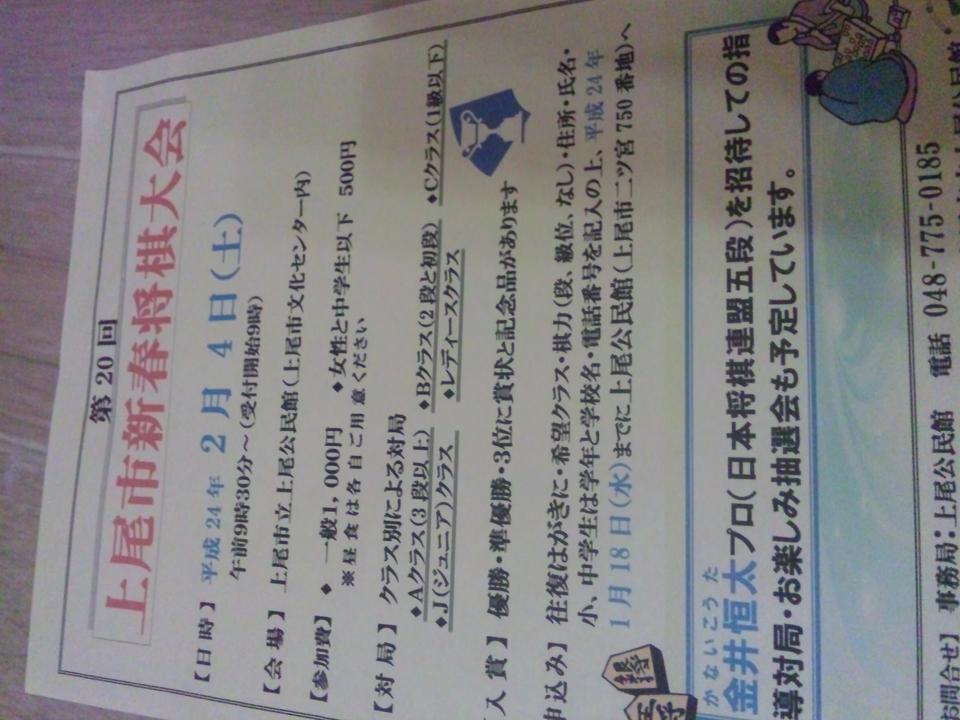 第20回
上尾市新春将棋大会
【日時】 平成24年 2月 4日(土)
午前9時30分~(受付開始9時)
【会場】 上尾市立上尾公民館(上尾市文化センター内)
【参加費】 ◆ 一般1,000円 ◆女性と中学生以下 500円
※昼食は各自ご用意ください
【対局】 クラス別による対局
◆Aクラス(3段以上) ◆Bクラス(2段と初段) ◆Cクラス(1級以下)
◆J(ジュニア)クラス ◆レディースクラス
入賞】 優勝・準優勝・3位に賞状と記念品があります
申込み】 往復はがきに・希望クラス・棋力(段、級位、なし)・住所・氏名・
小、中学生は学年と学校名・電話番号を記入の上、平成24年
1月18日(水)までに上尾公民館(上尾市二ツ宮750番地)へ
かないこうた
金井恒太プロ(日本将棋連盟五段)を招待しての指
導対局・お楽しみ抽選会も予定しています。
お問合せ】 事務局:上尾公民館 電話 048-775-0185
銀将
王将